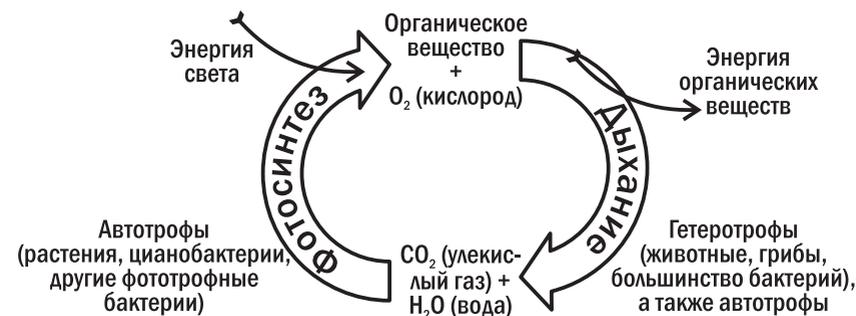 Энергия
света
Органическое
вещество
+
O₂ (кислород)
Энергия
органических
веществ
Фотосинтез
Дыхание
Автотрофы
(растения, цианобактерии,
другие фототрофные
бактерии)
CO₂ (улекис-
лый газ) +
H₂O (вода)
Гетеротрофы
(животные, грибы,
большинство бактерий),
а также автотрофы